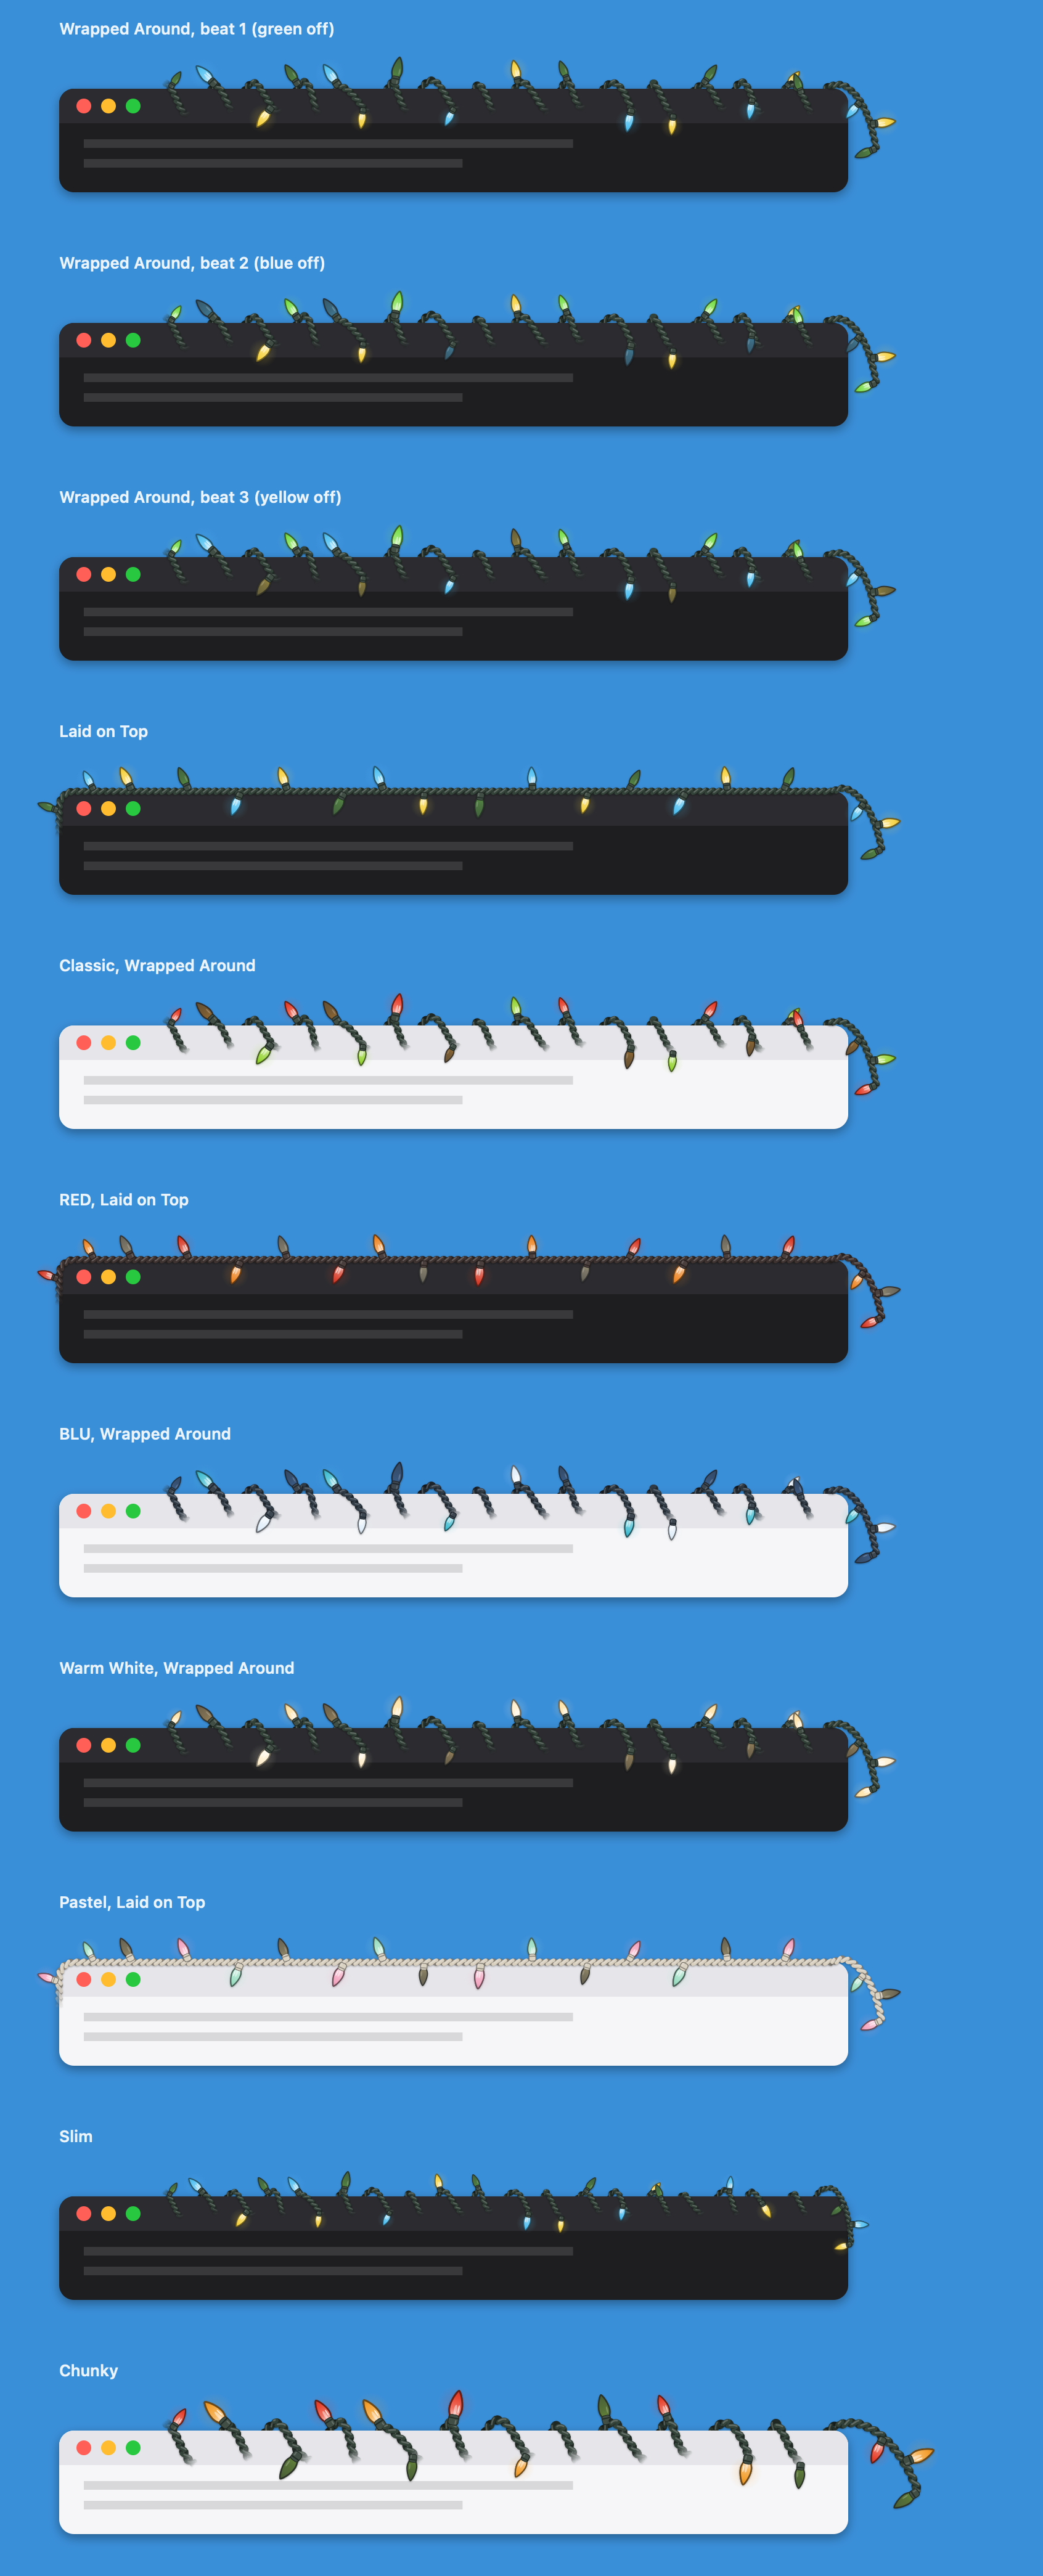 Wrapped Around, beat 1 (green off)
Wrapped Around, beat 2 (blue off)
Wrapped Around, beat 3 (yellow off)
Laid on Top
Classic, Wrapped Around
RED, Laid on Top
BLU, Wrapped Around
Warm White, Wrapped Around
Pastel, Laid on Top
Slim
Chunky